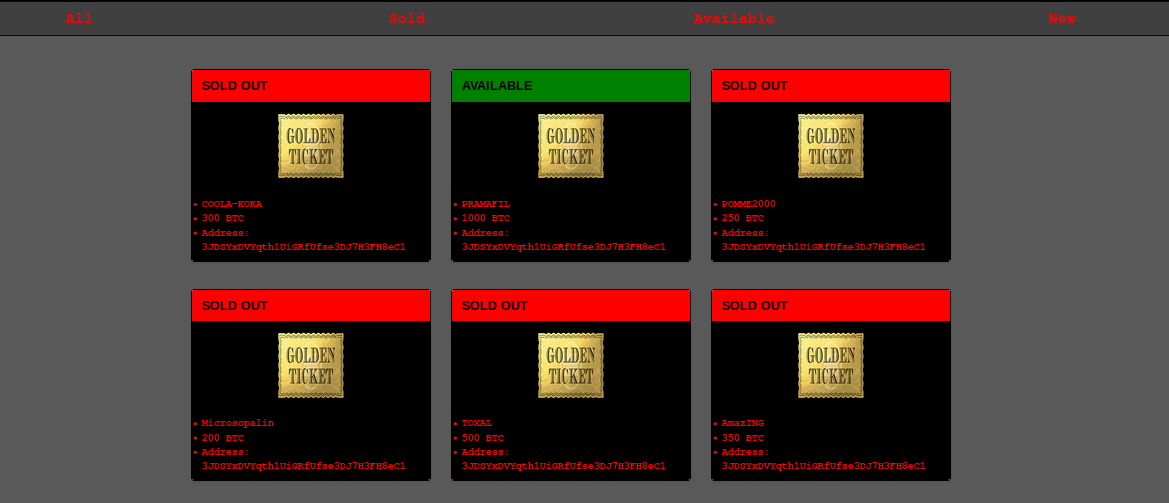 All Sold Available New
SOLD OUT
GOLDEN
TICKET
COOLA-KOKA
300 BTC
Address:
3JDSYxDVYqth1UiGRfUfse3DJ7H3FH8eC1
AVAILABLE
GOLDEN
TICKET
PRAMAFIL
1000 BTC
Address:
3JDSYxDVYqth1UiGRfUfse3DJ7H3FH8eC1
SOLD OUT
GOLDEN
TICKET
POMME2000
250 BTC
Address:
3JDSYxDVYqth1UiGRfUfse3DJ7H3FH8eC1
SOLD OUT
GOLDEN
TICKET
Microsopalin
200 BTC
Address:
3JDSYxDVYqth1UiGRfUfse3DJ7H3FH8eC1
SOLD OUT
GOLDEN
TICKET
TOXAL
500 BTC
Address:
3JDSYxDVYqth1UiGRfUfse3DJ7H3FH8eC1
SOLD OUT
GOLDEN
TICKET
AmazING
350 BTC
Address:
3JDSYxDVYqth1UiGRfUfse3DJ7H3FH8eC1